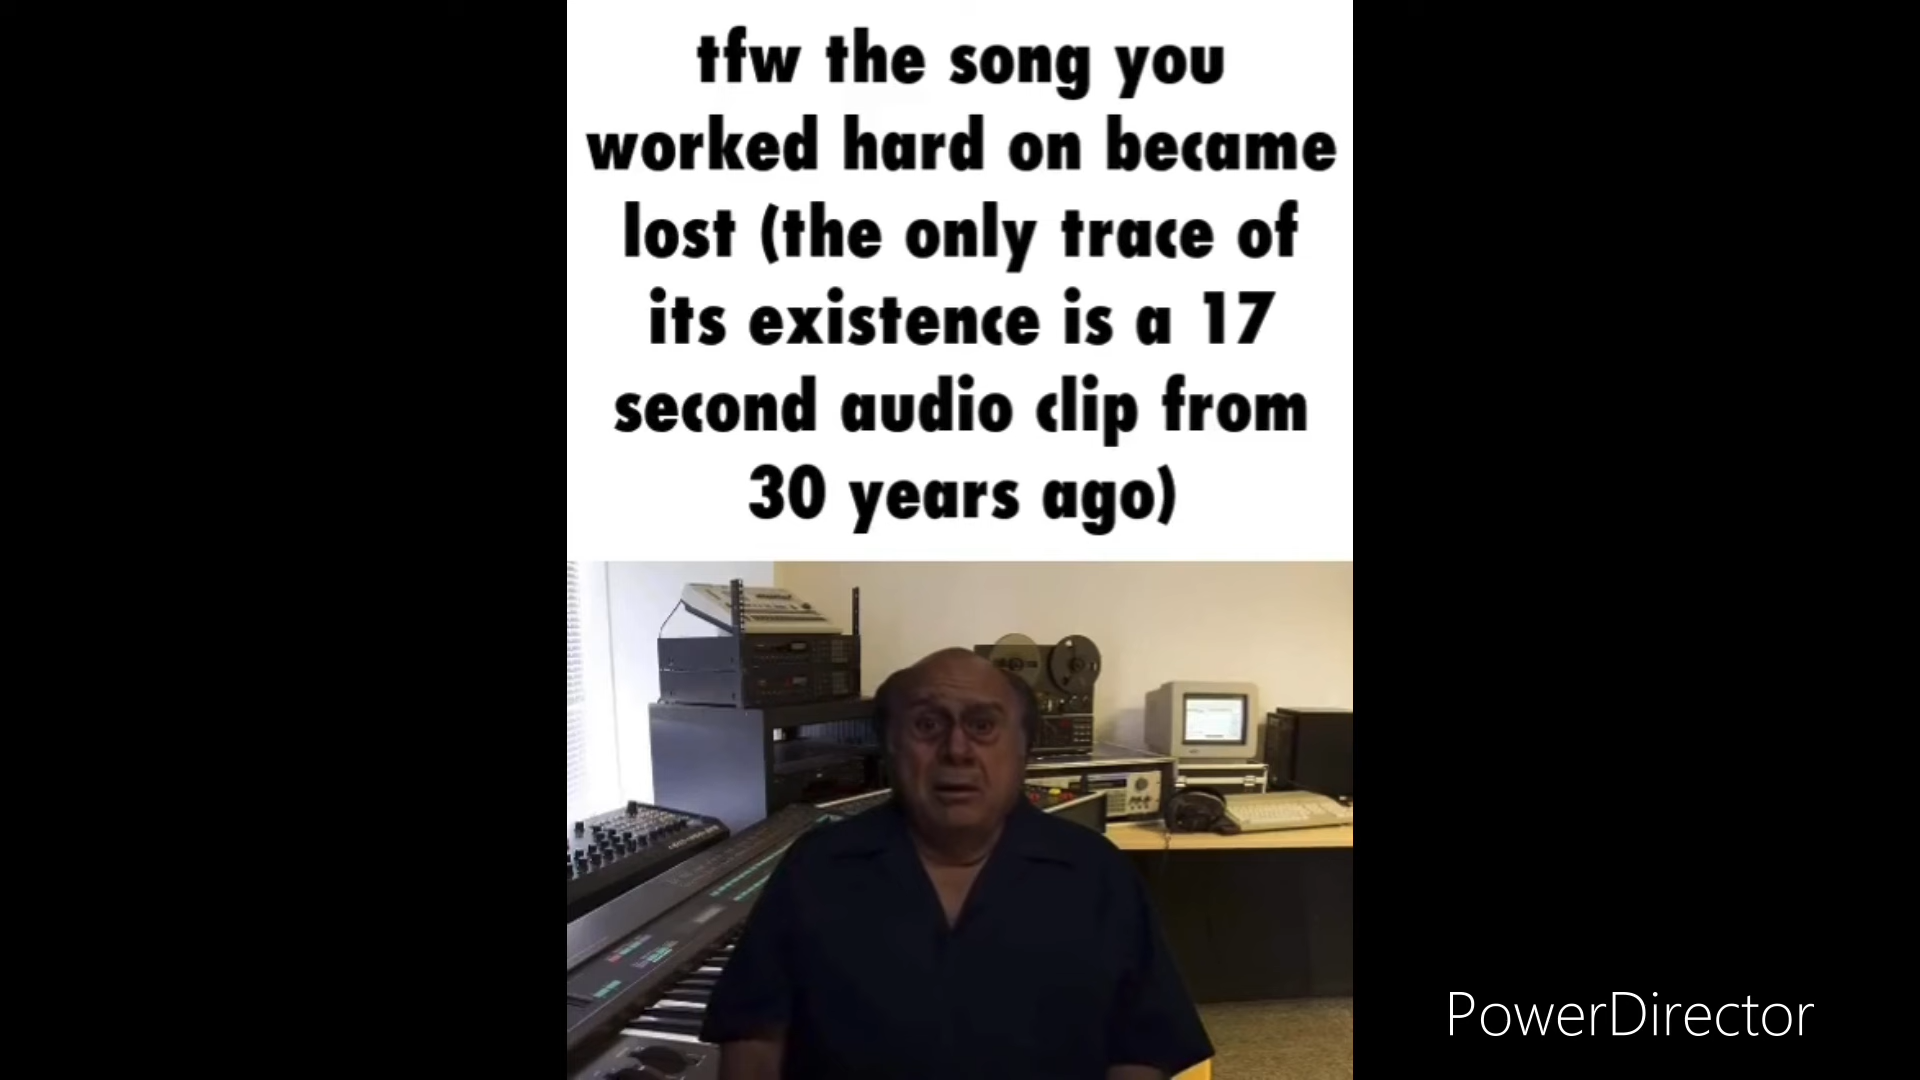 tfw the song you
worked hard on became
lost (the only trace of
its existence is a 17
second audio clip from
30 years ago)
PowerDirector